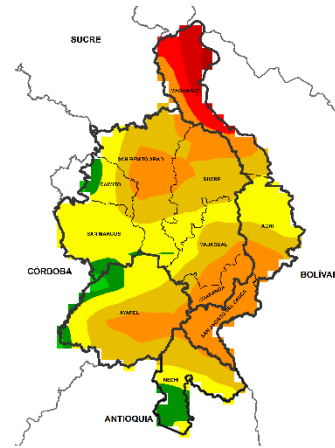 SUCRE
MAGANGUÉ
SAN BENITO ABAD
CAIMITO
SUCRE
SAN MARCOS
MAJAGUAL
ACHI
CÓRDOBA
BOLÍVAR
GUARANDA
SAN JACINTO DEL CAUCA
AYAPEL
NECHI
ANTIOQUIA